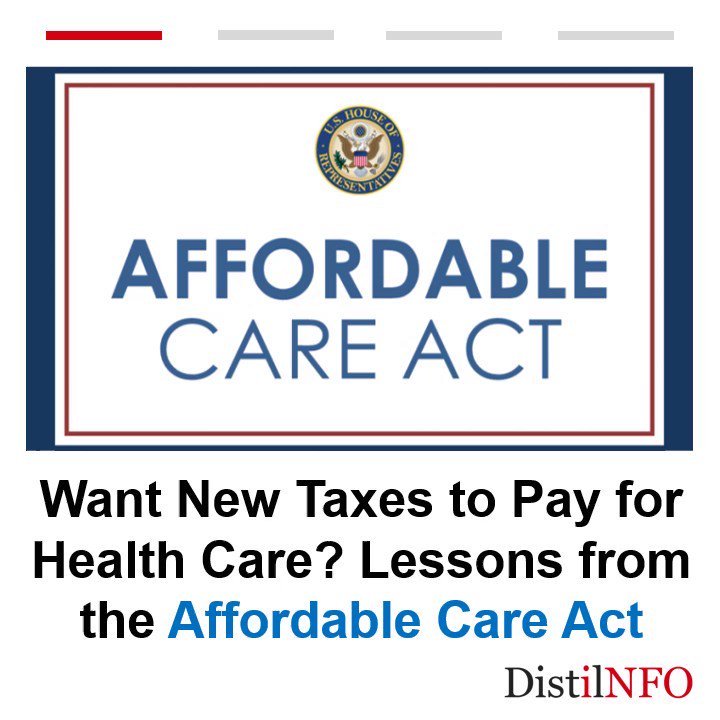 U.S. HOUSE OF
REPRESENTATIVES
AFFORDABLE
CARE ACT
Want New Taxes to Pay for
Health Care? Lessons from
the Affordable Care Act
DistilNFO